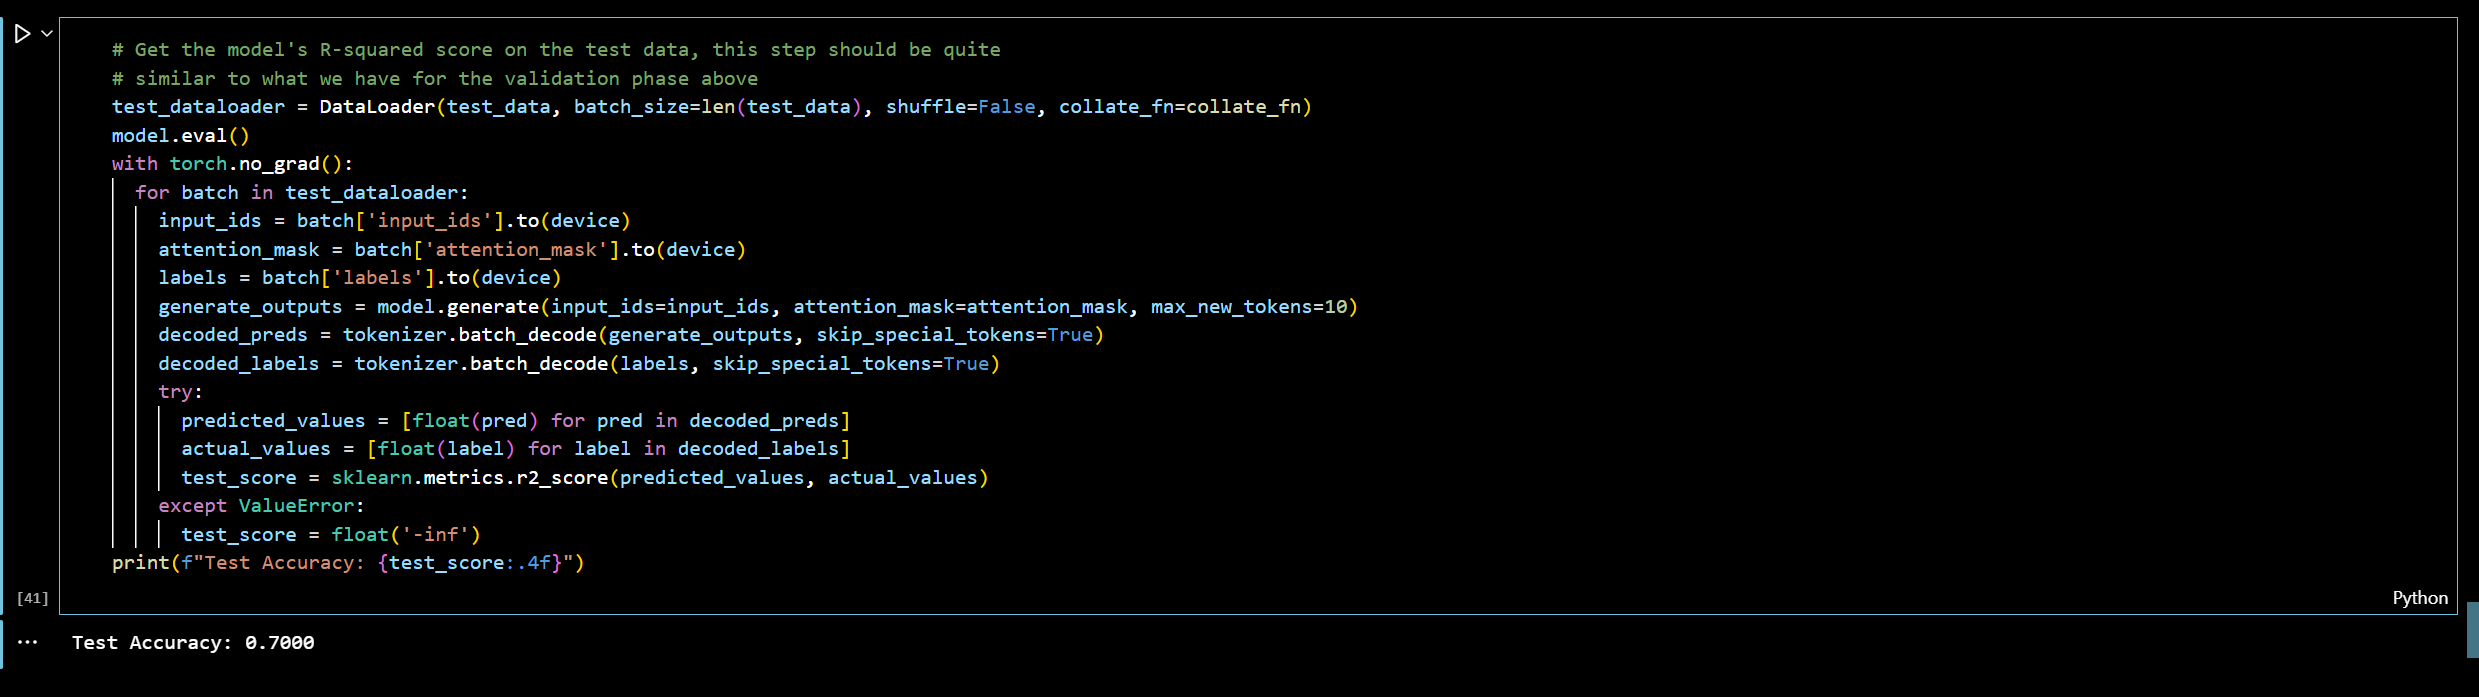 # Get the model's R-squared score on the test data, this step should be quite
# similar to what we have for the validation phase above
test_dataloader = DataLoader(test_data, batch_size=len(test_data), shuffle=False, collate_fn=collate_fn)
model.eval()
with torch.no_grad():
for batch in test_dataloader:
input_ids = batch['input_ids'].to(device)
attention_mask = batch['attention_mask'].to(device)
labels = batch['labels'].to(device)
generate_outputs = model.generate(input_ids=input_ids, attention_mask=attention_mask, max_new_tokens=10)
decoded_preds = tokenizer.batch_decode(generate_outputs, skip_special_tokens=True)
decoded_labels = tokenizer.batch_decode(labels, skip_special_tokens=True)
try:
predicted_values = [float(pred) for pred in decoded_preds]
actual_values = [float(label) for label in decoded_labels]
test_score = sklearn.metrics.r2_score(predicted_values, actual_values)
except ValueError:
test_score = float('-inf')
print(f"Test Accuracy: {test_score:.4f}")
[41]
Python
... Test Accuracy: 0.7000